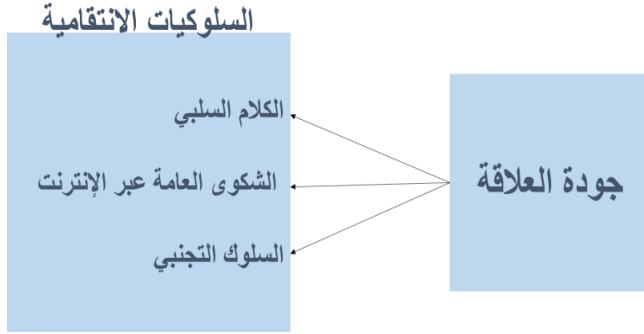 السلوكيات الانتقامية
الكلام السلبي
الشكوى العامة عبر الإنترنت
السلوك التجنبي
جودة العلاقة